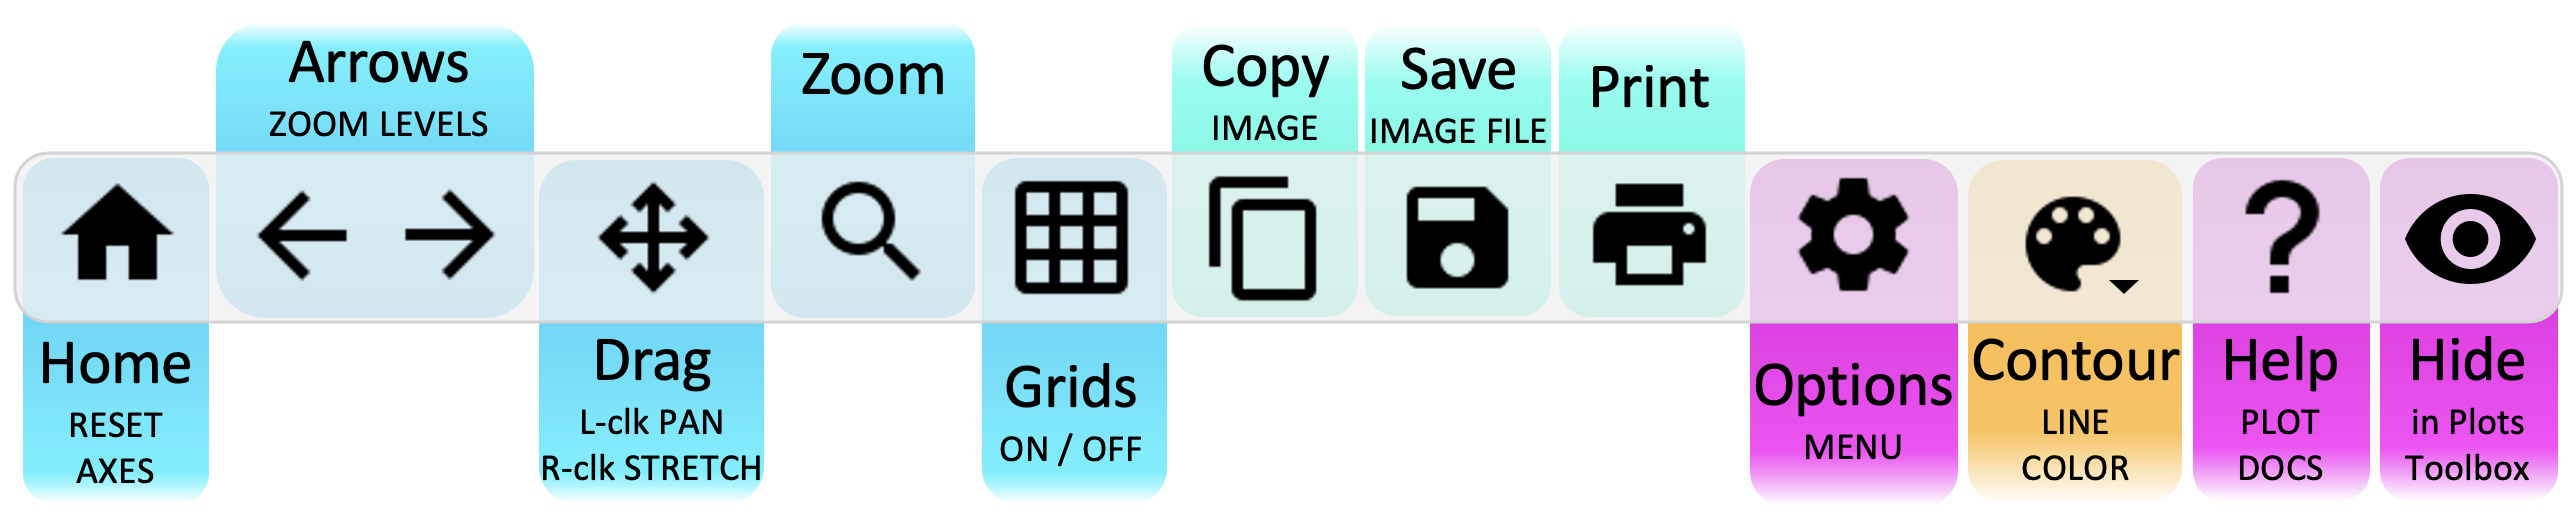 Arrows
ZOOM LEVELS
Zoom
Copy
IMAGE
Save
IMAGE FILE
Print
Home
RESET
AXES
Drag
L-clk PAN
R-clk STRETCH
Grids
ON / OFF
Options
MENU
Contour
LINE
COLOR
Help
PLOT
DOCS
Hide
in Plots
Toolbox